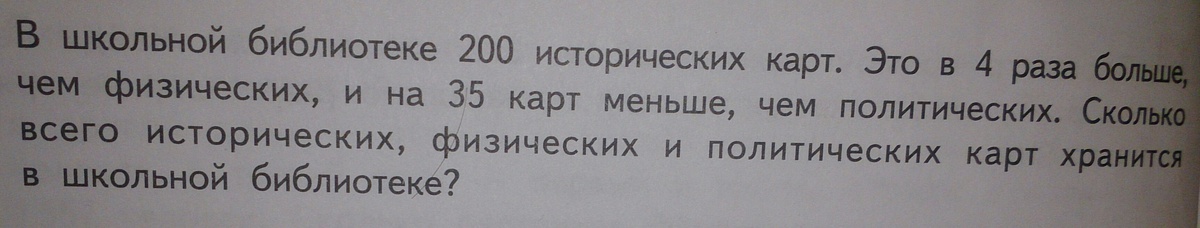 В школьной библиотеке 200 исторических карт. Это в 4 раза больше,
чем физических, и на 35 карт меньше, чем политических. Сколько
всего исторических, физических и политических карт хранится
в школьной библиотеке?